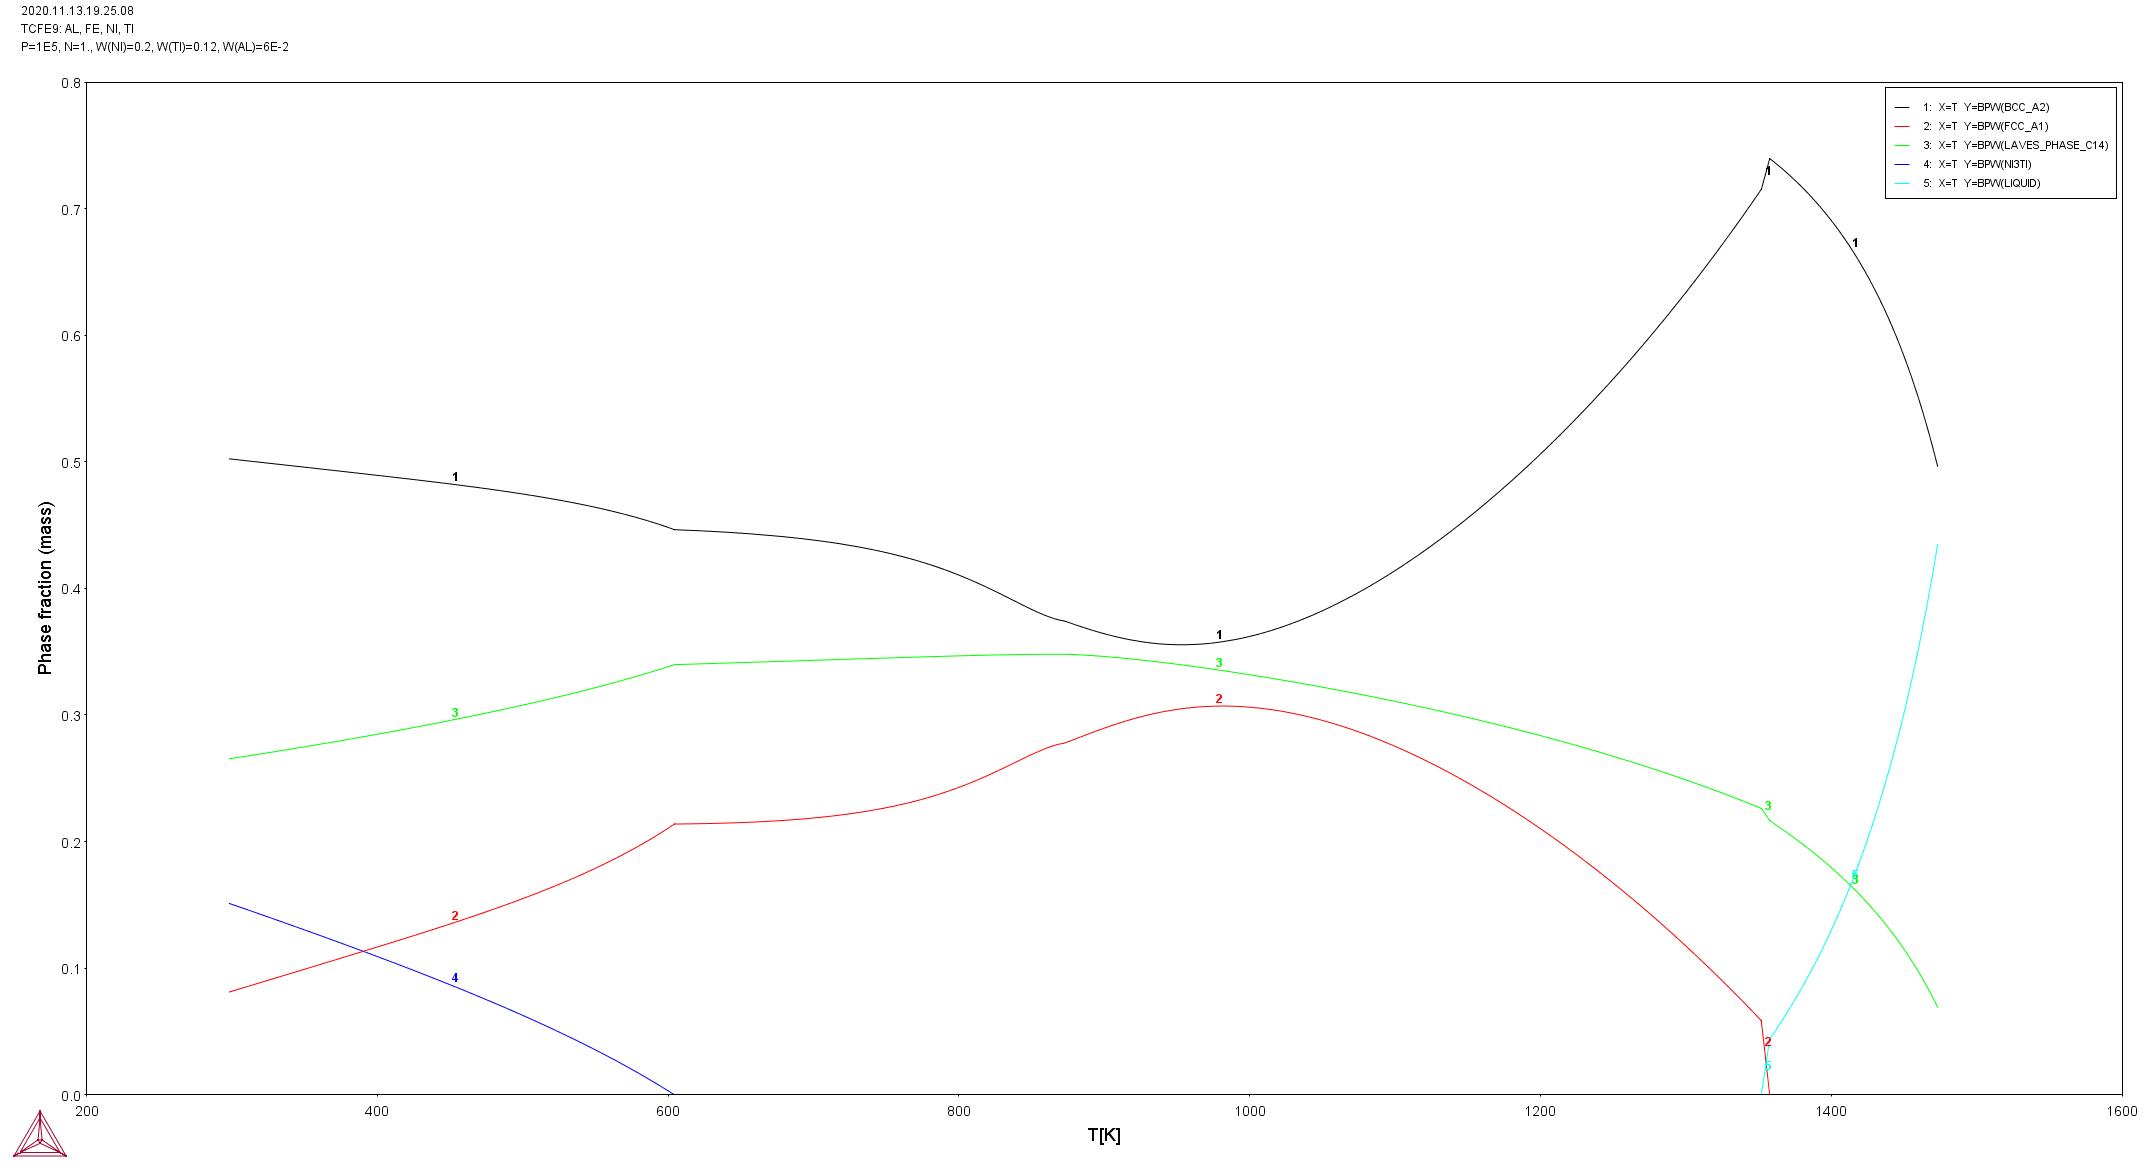 2020.11.13.19.25.08
TCFE9: AL, FE, NI, TI
P=1E5, N=1., W(NI)=0.2, W(TI)=0.12, W(AL)=6E-2
0.8
0.7
0.6
0.5
0.4
0.3
0.2
0.1
0.0
Phase fraction (mass)
200 400 600 800 1000 1200 1400 1600
T[K]
1: X=T Y=BPW(BCC_A2)
2: X=T Y=BPW(FCC_A1)
3: X=T Y=BPW(LAVES_PHASE_C14)
4: X=T Y=BPW(NI3TI)
5: X=T Y=BPW(LIQUID)
1
3
2
4
1
3
2
1
3
2
5
1
5
3